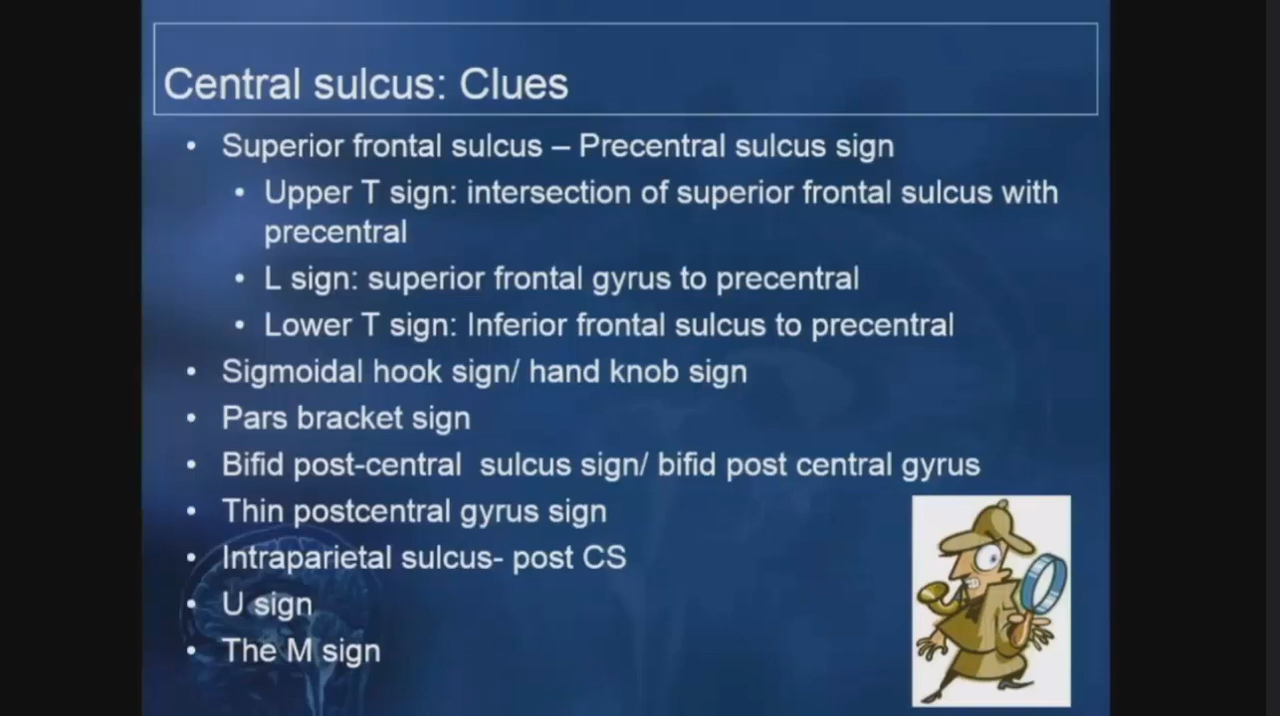 Central sulcus: Clues
• Superior frontal sulcus – Precentral sulcus sign
• Upper T sign: intersection of superior frontal sulcus with
precentral
• L sign: superior frontal gyrus to precentral
• Lower T sign: Inferior frontal sulcus to precentral
• Sigmoidal hook sign/ hand knob sign
• Pars bracket sign
• Bifid post-central sulcus sign/ bifid post central gyrus
• Thin postcentral gyrus sign
• Intraparietal sulcus- post CS
• U sign
• The M sign